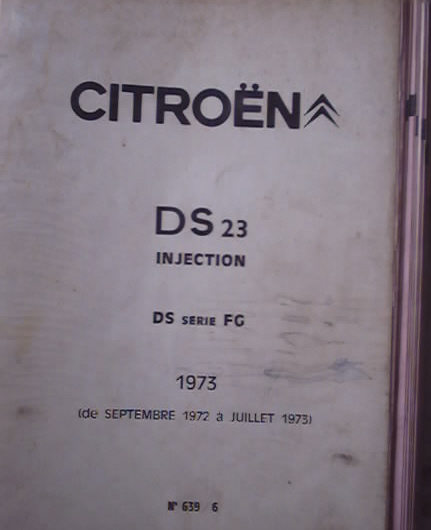 CITROËN
DS 23
INJECTION
DS SERIE FG
1973
(de SEPTEMBRE 1972 à JUILLET 1973)
N° 639 / 6